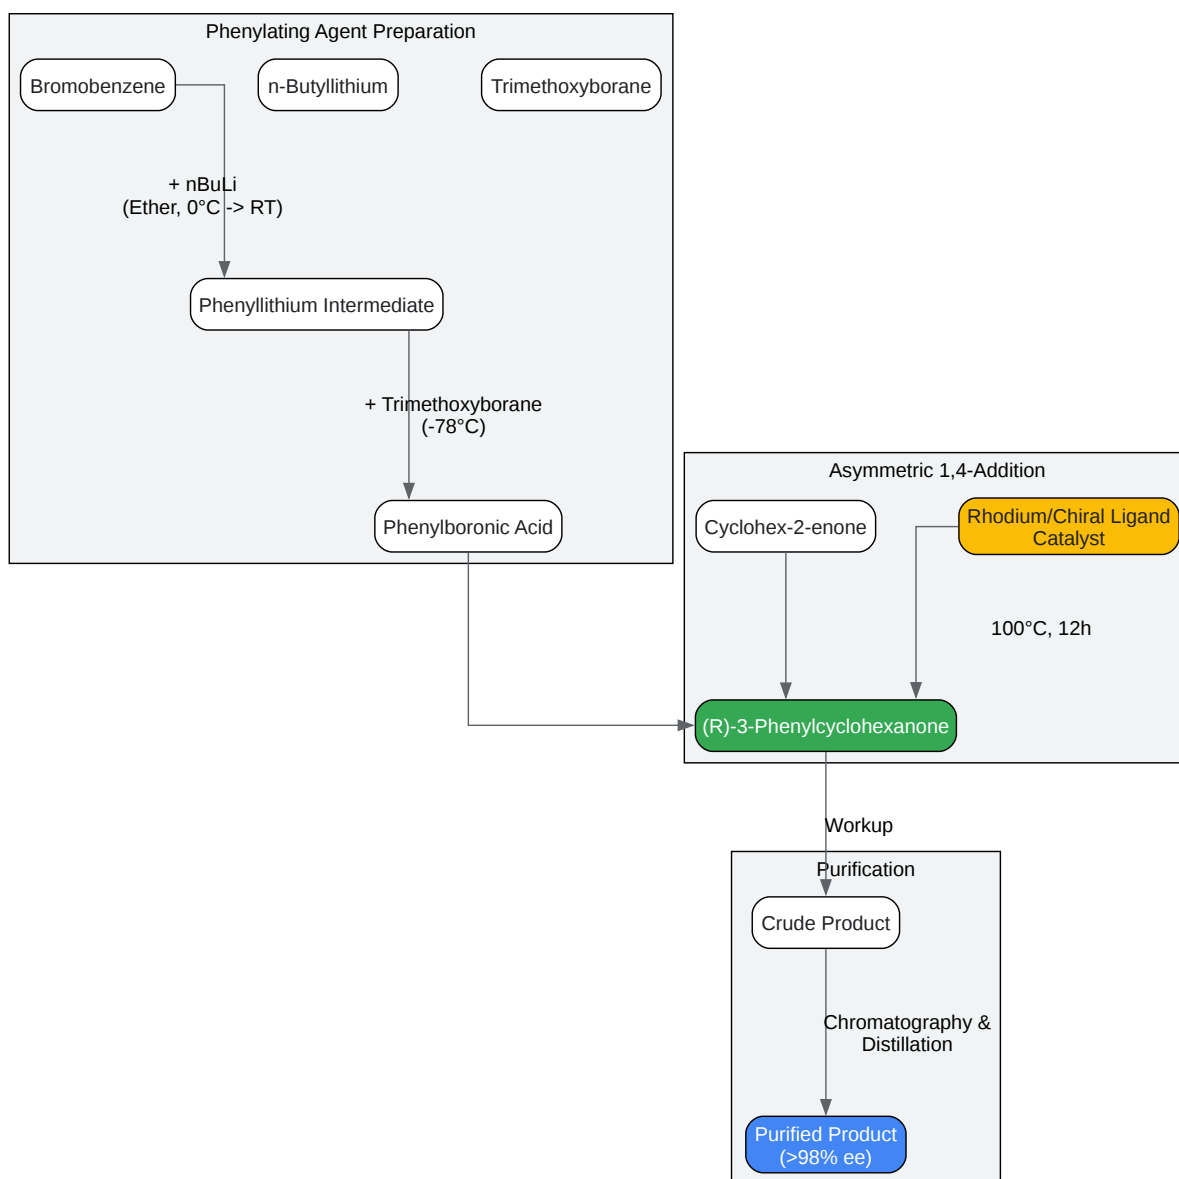 Phenylating Agent Preparation
Bromobenzene
n-Butyllithium
Trimethoxyborane
+ nBuLi
(Ether, 0°C -> RT)
Phenyllithium Intermediate
+ Trimethoxyborane
(-78°C)
Phenylboronic Acid
Asymmetric 1,4-Addition
Cyclohex-2-enone
Rhodium/Chiral Ligand
Catalyst
100°C, 12h
(R)-3-Phenylcyclohexanone
Workup
Purification
Crude Product
Chromatography &
Distillation
Purified Product
(>98% ee)